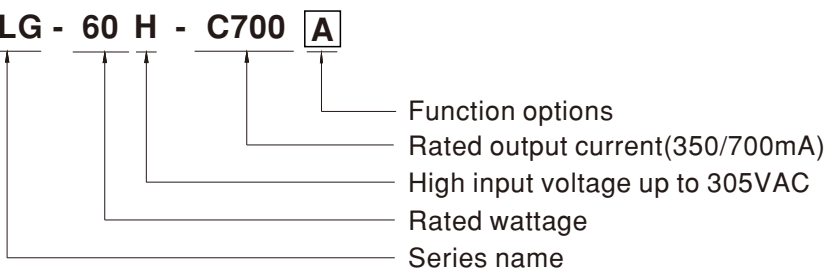 LG - 60 H - C700 A
Function options
Rated output current(350/700mA)
High input voltage up to 305VAC
Rated wattage
Series name